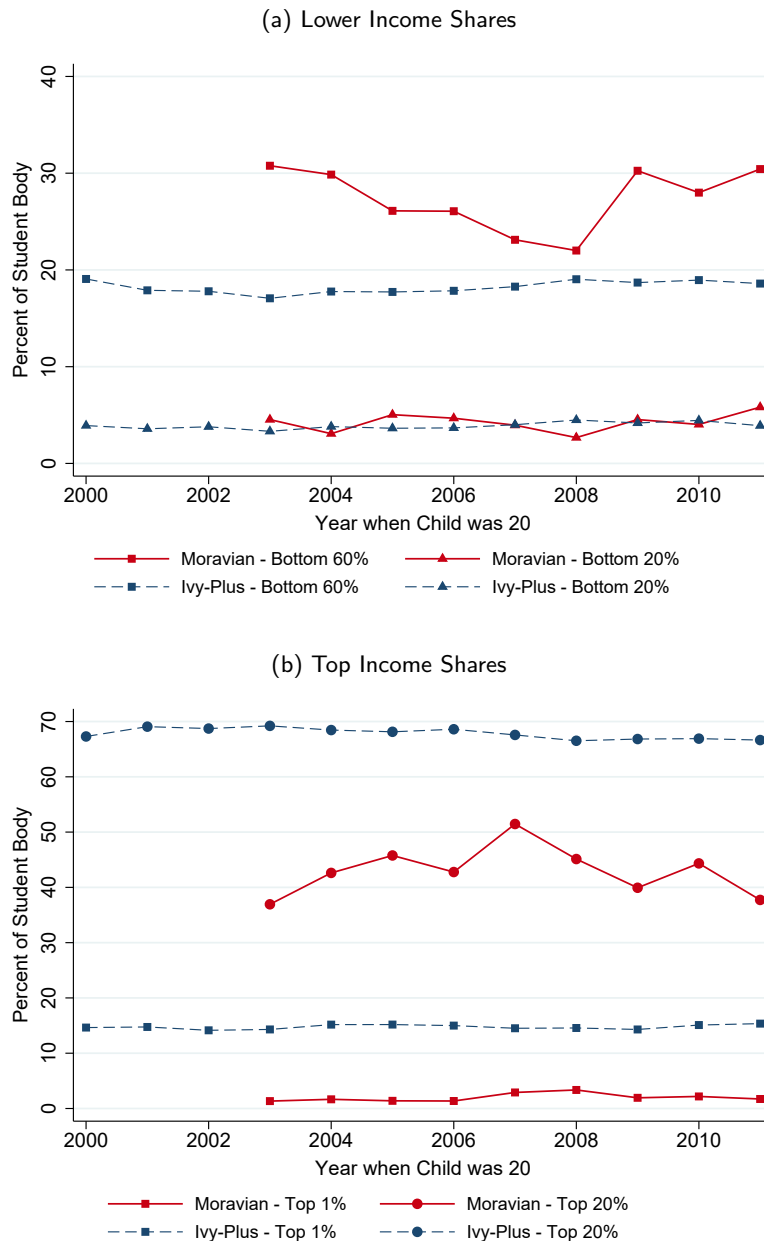 (a) Lower Income Shares
40
30
20
10
0
Percent of Student Body
2000 2002 2004 2006 2008 2010
Year when Child was 20
Moravian - Bottom 60% Moravian - Bottom 20%
Ivy-Plus - Bottom 60% Ivy-Plus - Bottom 20%
(b) Top Income Shares
70
60
50
40
30
20
10
0
Percent of Student Body
2000 2002 2004 2006 2008 2010
Year when Child was 20
Moravian - Top 1% Moravian - Top 20%
Ivy-Plus - Top 1% Ivy-Plus - Top 20%